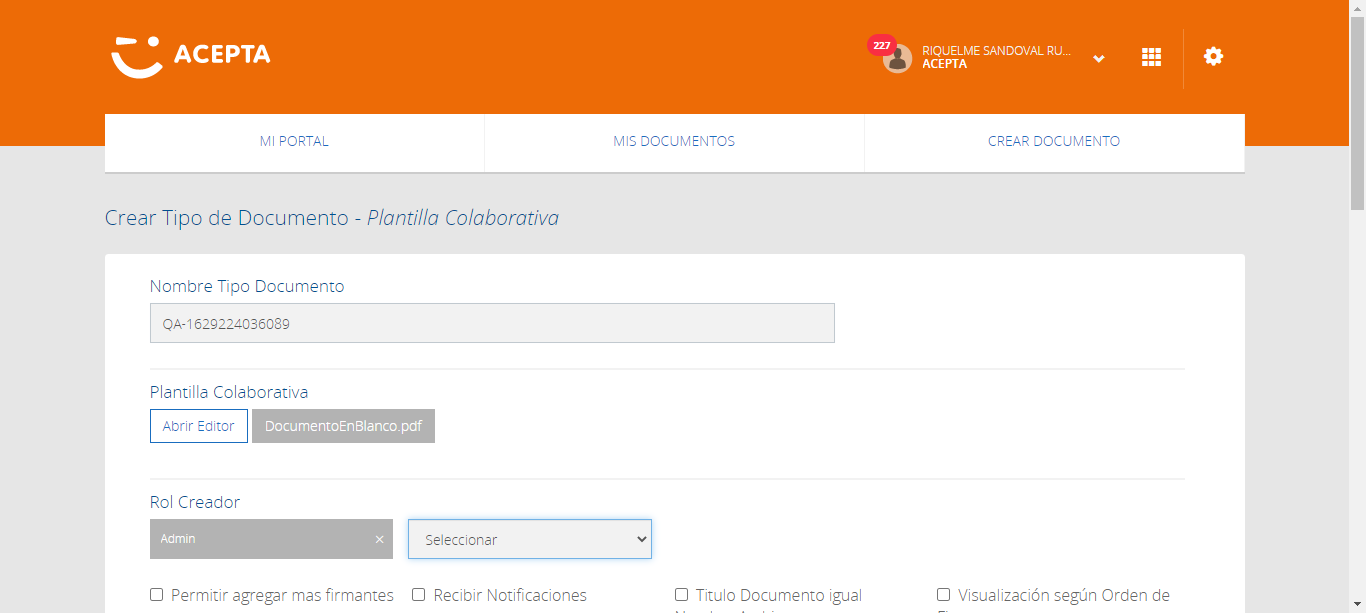 ACEPTA
227
RIQUELME SANDOVAL RU...
ACEPTA
MI PORTAL
MIS DOCUMENTOS
CREAR DOCUMENTO
Crear Tipo de Documento - Plantilla Colaborativa
Nombre Tipo Documento
QA-1629224036089
Plantilla Colaborativa
Abrir Editor
DocumentoEnBlanco.pdf
Rol Creador
Admin ×
Seleccionar
Permitir agregar mas firmantes
Recibir Notificaciones
Titulo Documento igual
Visualización según Orden de